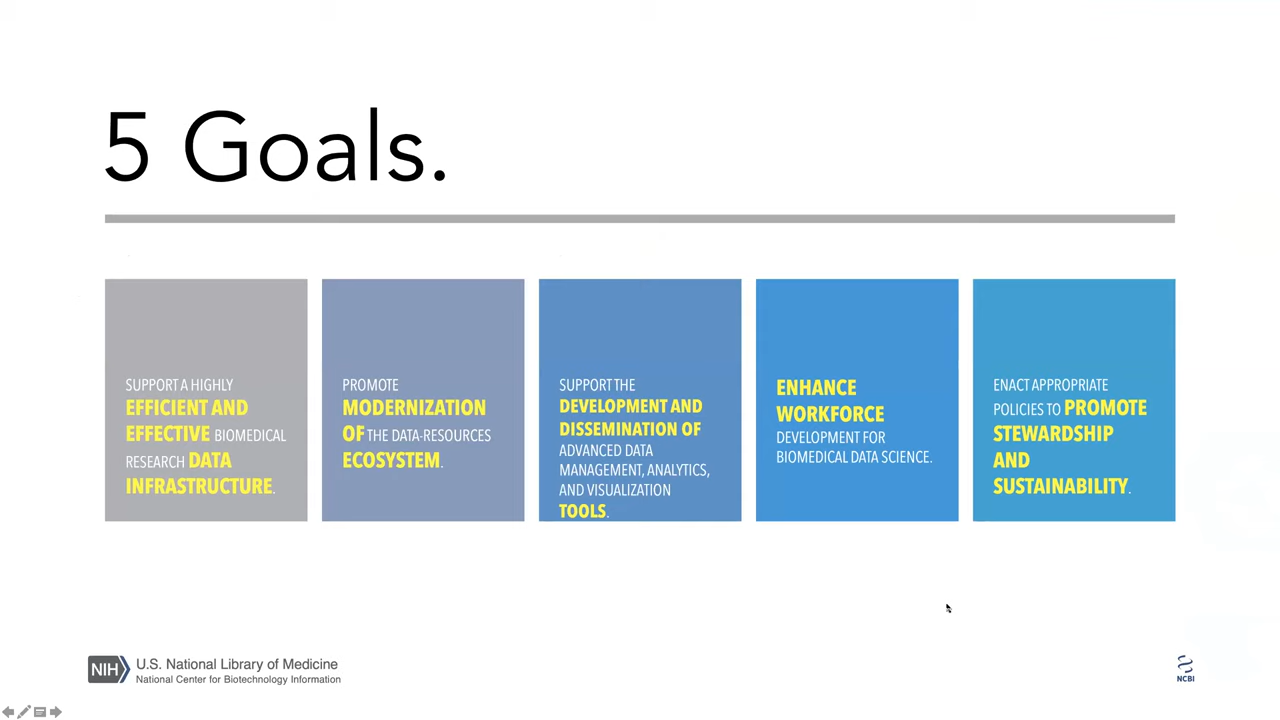 5 Goals.
SUPPORT A HIGHLY
EFFICIENT AND
EFFECTIVE BIOMEDICAL
RESEARCH DATA
INFRASTRUCTURE.
PROMOTE
MODERNIZATION
OF THE DATA-RESOURCES
ECOSYSTEM.
SUPPORT THE
DEVELOPMENT AND
DISSEMINATION OF
ADVANCED DATA
MANAGEMENT, ANALYTICS,
AND VISUALIZATION
TOOLS.
ENHANCE
WORKFORCE
DEVELOPMENT FOR
BIOMEDICAL DATA SCIENCE.
ENACT APPROPRIATE
POLICIES TO PROMOTE
STEWARDSHIP
AND
SUSTAINABILITY.
NIH U.S. National Library of Medicine
National Center for Biotechnology Information
NCBI